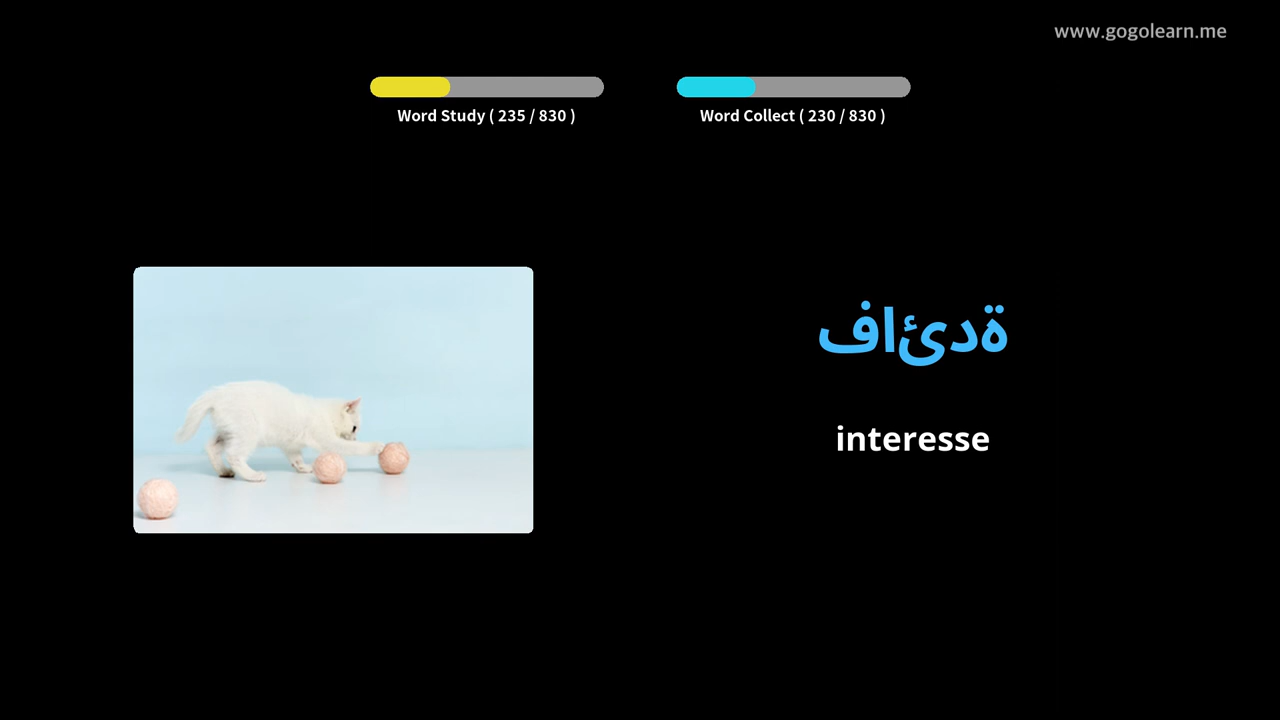 www.gogolearn.me
Word Study ( 235 / 830 )
Word Collect ( 230 / 830 )
فائدة
interesse